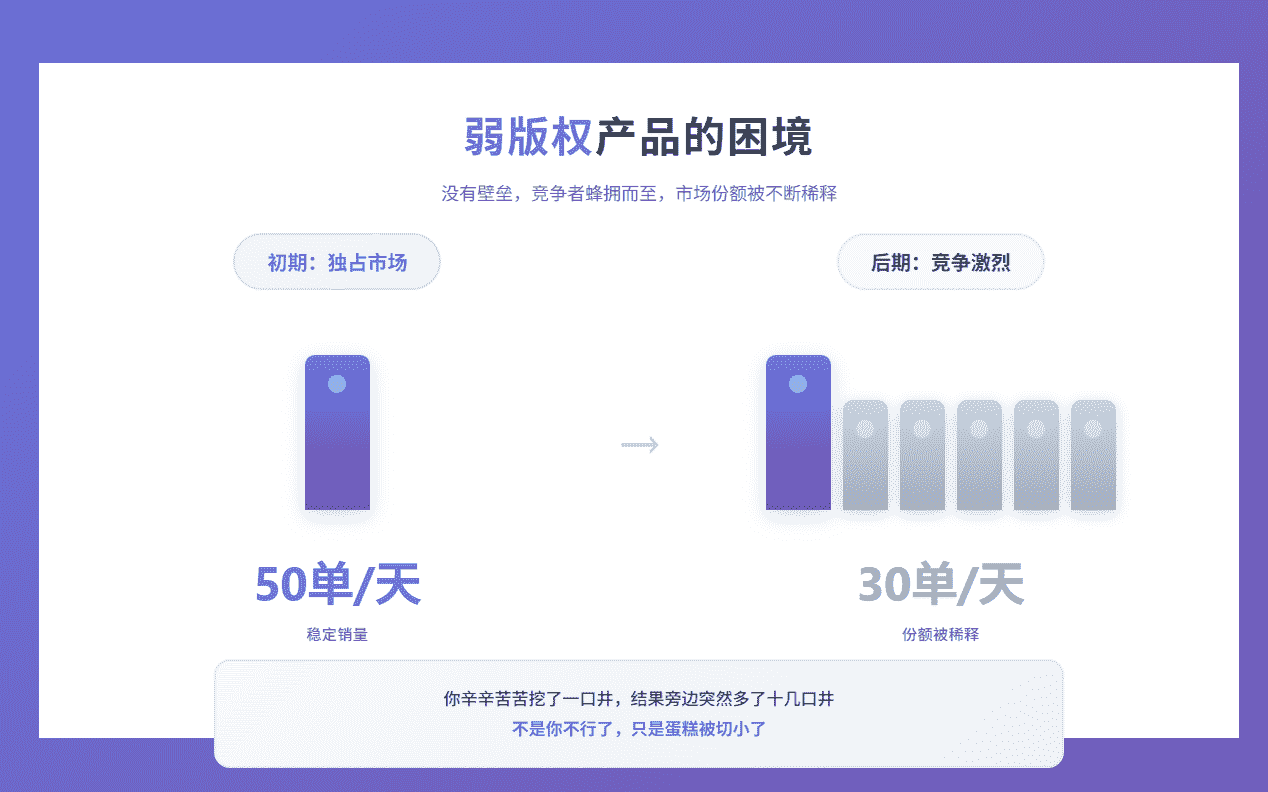 弱版权产品的困境
没有壁垒，竞争者蜂拥而至，市场份额被不断稀释
初期：独占市场
后期：竞争激烈
50单/天
稳定销量
30单/天
份额被稀释
你辛辛苦苦挖了一口井，结果旁边突然多了十几口井
不是你不行了，只是蛋糕被切小了